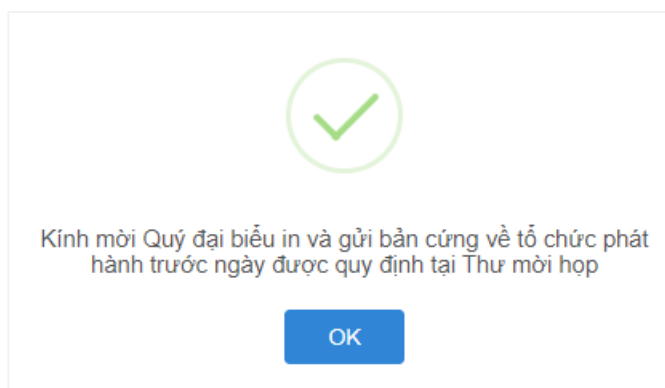 Kính mời Quý đại biểu in và gửi bản cứng về tổ chức phát
hành trước ngày được quy định tại Thư mời họp
OK